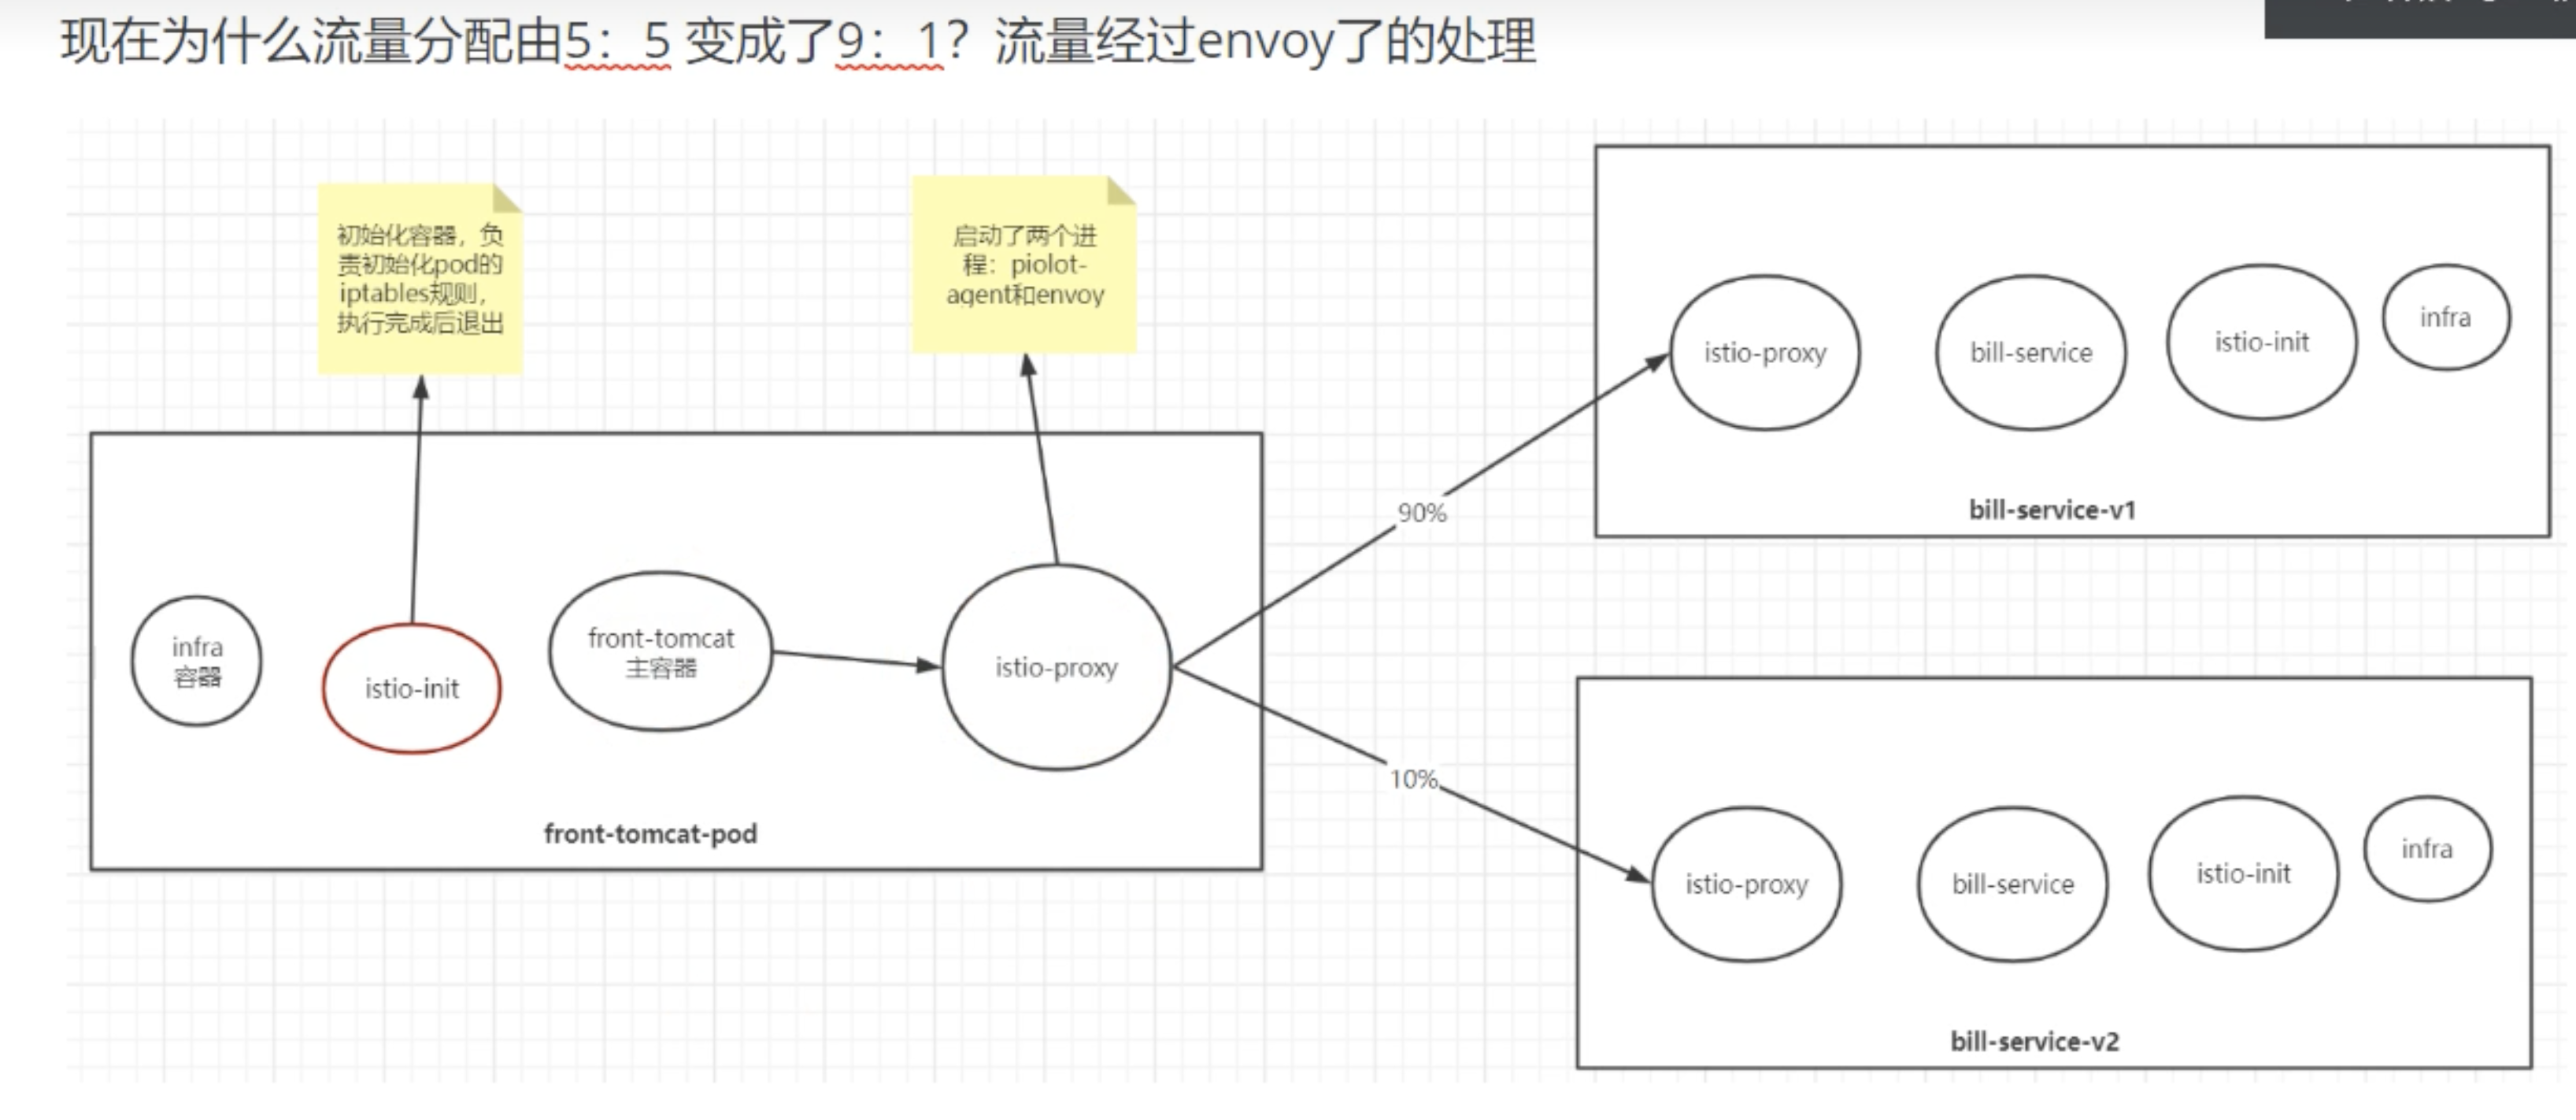 现在为什么流量分配由5：5 变成了9：1？流量经过envoy了的处理
初始化容器，负
责初始化pod的
iptables规则，
执行完成后退出
启动了两个进
程：piolot-
agent和envoy
infra
容器
istio-init
front-tomcat
主容器
istio-proxy
front-tomcat-pod
90%
10%
istio-proxy
bill-service
istio-init
infra
bill-service-v1
istio-proxy
bill-service
istio-init
infra
bill-service-v2